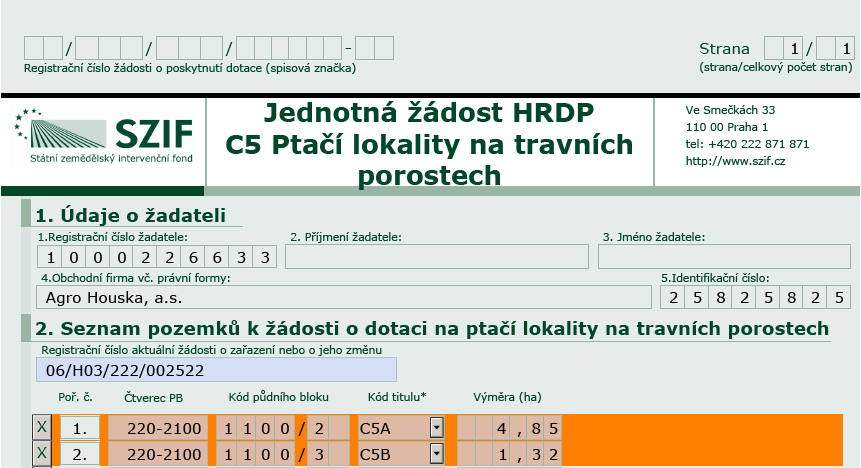 / / / -
Strana 1 / 1
Registrační číslo žádosti o poskytnutí dotace (spisová značka)
(strana/celkový počet stran)
SZIF
Státní zemědělský intervenční fond
Jednotná žádost HRDP
C5 Ptačí lokality na travních
porostech
Ve Smečkách 33
110 00 Praha 1
tel: +420 222 871 871
http://www.szif.cz
1. Údaje o žadateli
1.Registrační číslo žadatele: 2. Příjmení žadatele: 3. Jméno žadatele:
1000226633
4.Obchodní firma vč. právní formy: 5.Identifikační číslo:
Agro Houska, a.s. 25825825
2. Seznam pozemků k žádosti o dotaci na ptačí lokality na travních porostech
Registrační číslo aktuální žádosti o zařazení nebo o jeho změnu
06/H03/222/002522
Poř. č. Čtverec PB Kód půdního bloku Kód titulu* Výměra (ha)
X 1. 220-2100 1100/2 C5A 4,85
X 2. 220-2100 1100/3 C5B 1,32